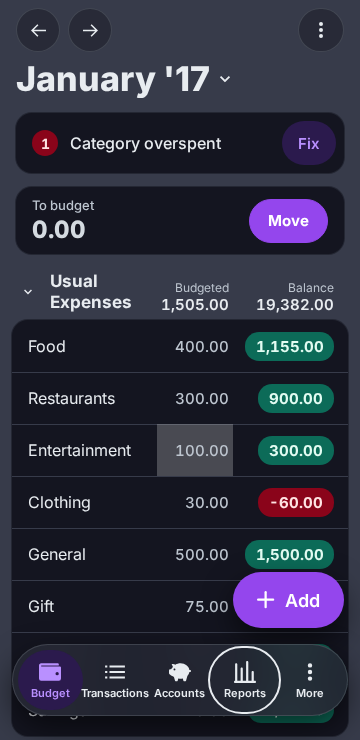 January '17
1 Category overspent Fix
To budget
0.00 Move
Usual Expenses Budgeted 1,505.00 Balance 19,382.00
Food 400.00 1,155.00
Restaurants 300.00 900.00
Entertainment 100.00 300.00
Clothing 30.00 -60.00
General 500.00 1,500.00
Gift 75.00
+ Add
Budget Transactions Accounts Reports More